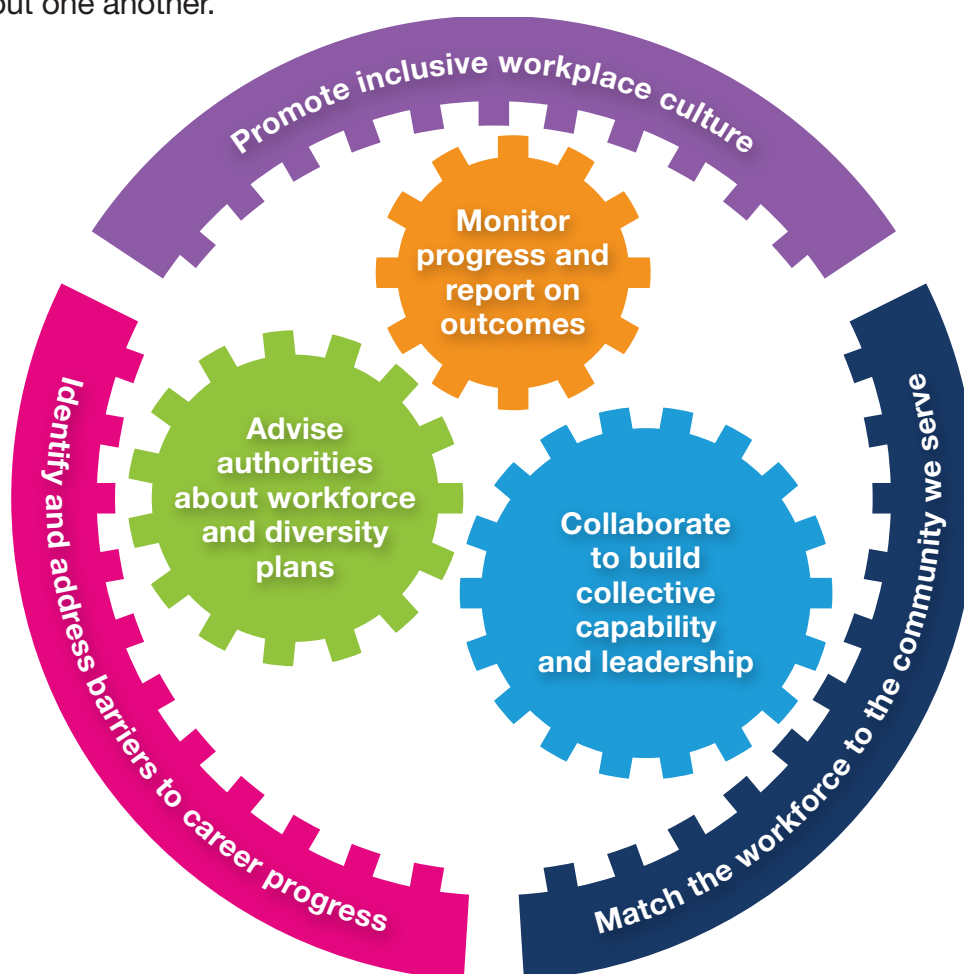 out one another.
Promote inclusive workplace culture
Monitor
progress and
report on
outcomes
Advise
authorities
about workforce
and diversity
plans
Collaborate
to build
collective
capability
and leadership
Identify and address barriers to career progress
Match the workforce to the community we serve